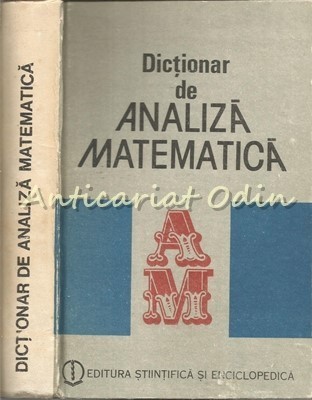 DICȚIONAR DE ANALIZĂ MATEMATICĂ
Dicționar
de
ANALIZĂ
MATEMATICĂ
Anticariat Odin
A
M
EDITURA ȘTIINȚIFICĂ ȘI ENCICLOPEDICĂ